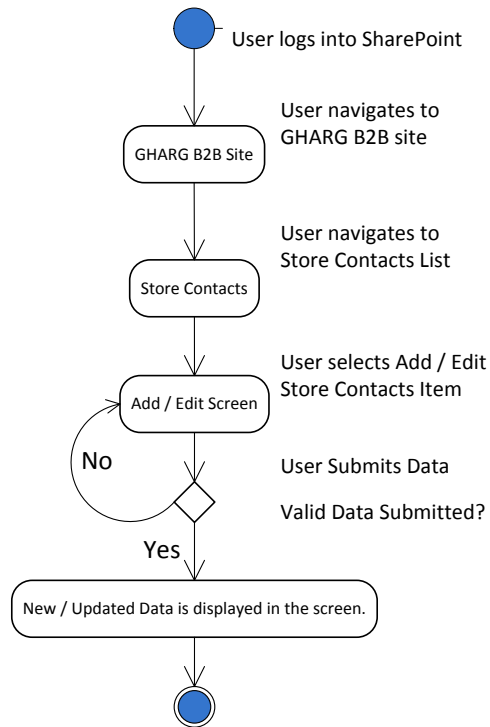 User logs into SharePoint
User navigates to
GHARG B2B site
GHARG B2B Site
User navigates to
Store Contacts List
Store Contacts
User selects Add / Edit
Store Contacts Item
Add / Edit Screen
No
User Submits Data
Valid Data Submitted?
Yes
New / Updated Data is displayed in the screen.